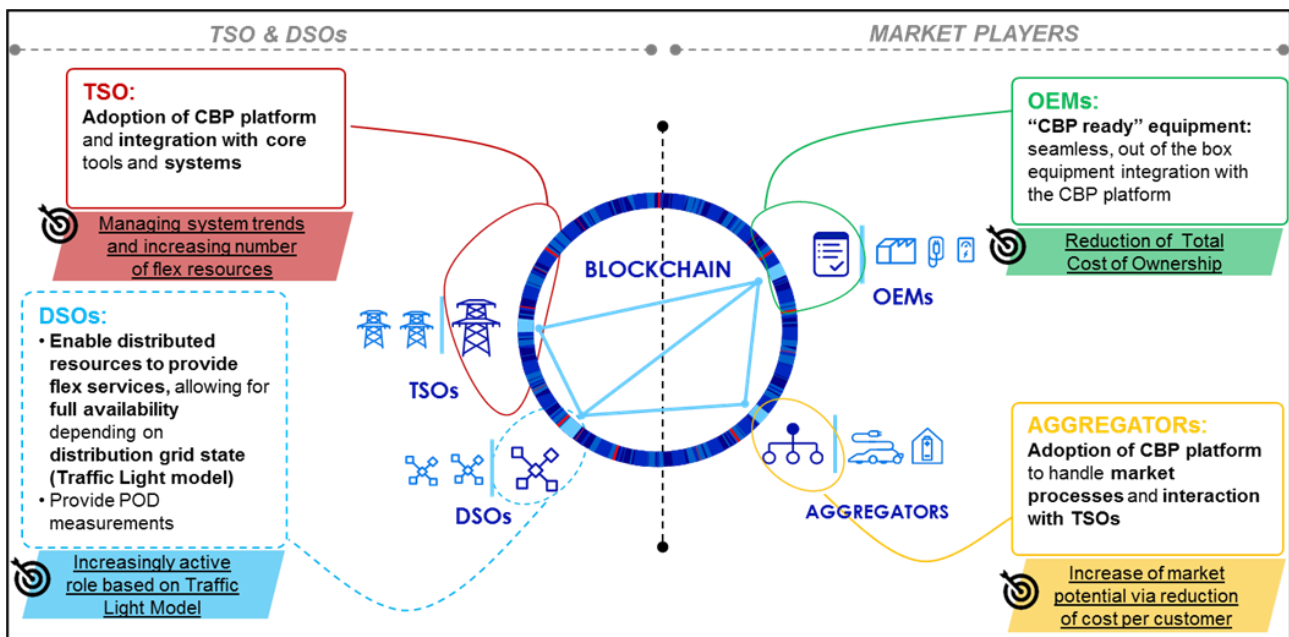 TSO & DSOs
MARKET PLAYERS
TSO:
Adoption of CBP platform
and integration with core
tools and systems
Managing system trends
and increasing number
of flex resources
DSOs:
• Enable distributed
resources to provide
flex services, allowing for
full availability
depending on
distribution grid state
(Traffic Light model)
• Provide POD
measurements
Increasingly active
role based on Traffic
Light Model
BLOCKCHAIN
TSOs
DSOs
OEMs
AGGREGATORS
OEMs:
“CBP ready” equipment:
seamless, out of the box
equipment integration with
the CBP platform
Reduction of Total
Cost of Ownership
AGGREGATORs:
Adoption of CBP platform
to handle market
processes and interaction
with TSOs
Increase of market
potential via reduction
of cost per customer